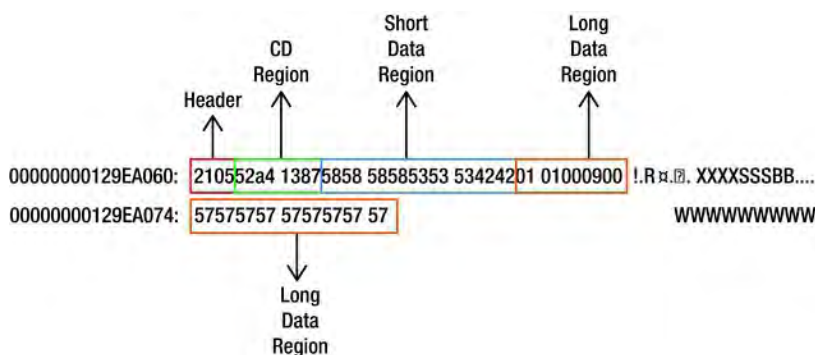 Short
Data
Region
Long
Data
Region
CD
Region
Header
00000000129EA060: 210552a4 13875858 58585353 53424201 01000900 !.R¤.⍰. XXXXSSSBB....
00000000129EA074: 57575757 57575757 57 WWWWWWWWW
Long
Data
Region